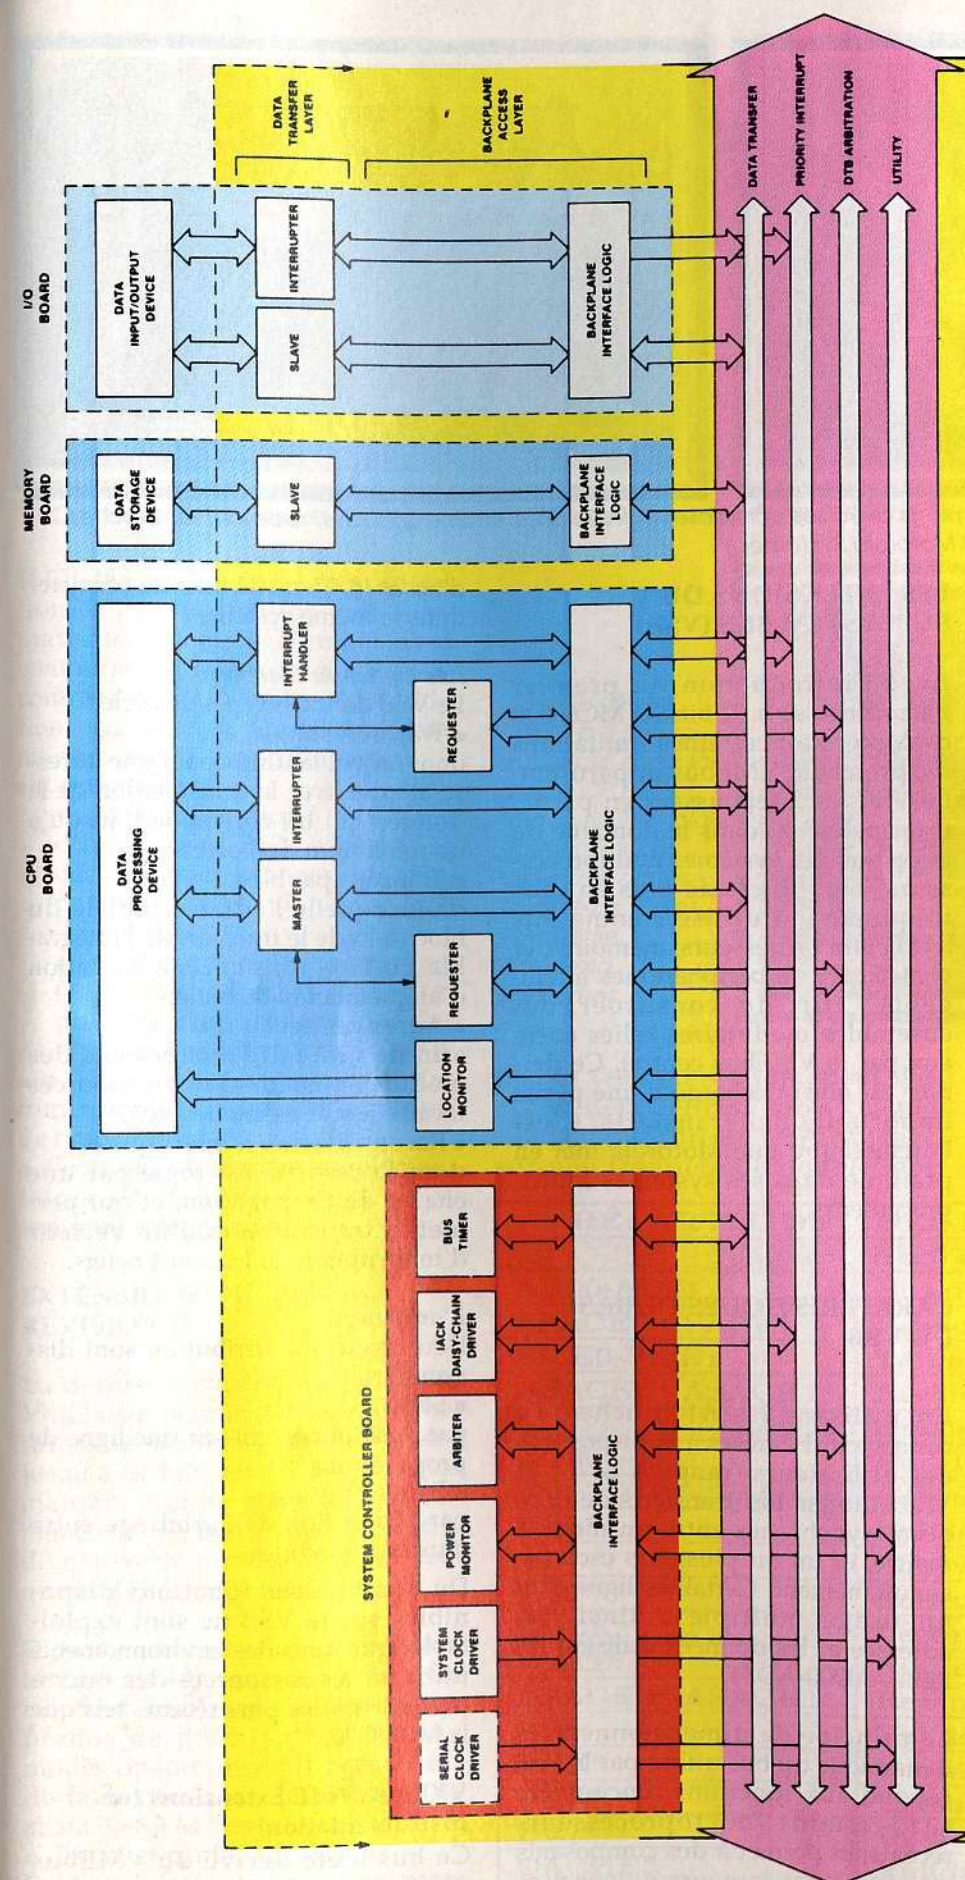 SYSTEM CONTROLLER BOARD
SERIAL
CLOCK
DRIVER
SYSTEM
CLOCK
DRIVER
POWER
MONITOR
ARBITER
IACK
DAISY-CHAIN
DRIVER
BUS
TIMER
BACKPLANE
INTERFACE LOGIC
CPU
BOARD
DATA
PROCESSING
DEVICE
MASTER
INTERRUPTER
INTERRUPT
HANDLER
LOCATION
MONITOR
REQUESTER
REQUESTER
BACKPLANE
INTERFACE LOGIC
MEMORY
BOARD
DATA
STORAGE
DEVICE
SLAVE
BACKPLANE
INTERFACE
LOGIC
I/O
BOARD
DATA
INPUT/OUTPUT
DEVICE
SLAVE
INTERRUPTER
BACKPLANE
INTERFACE LOGIC
DATA
TRANSFER
LAYER
BACKPLANE
ACCESS
LAYER
DATA TRANSFER
PRIORITY INTERRUPT
DTB ARBITRATION
UTILITY